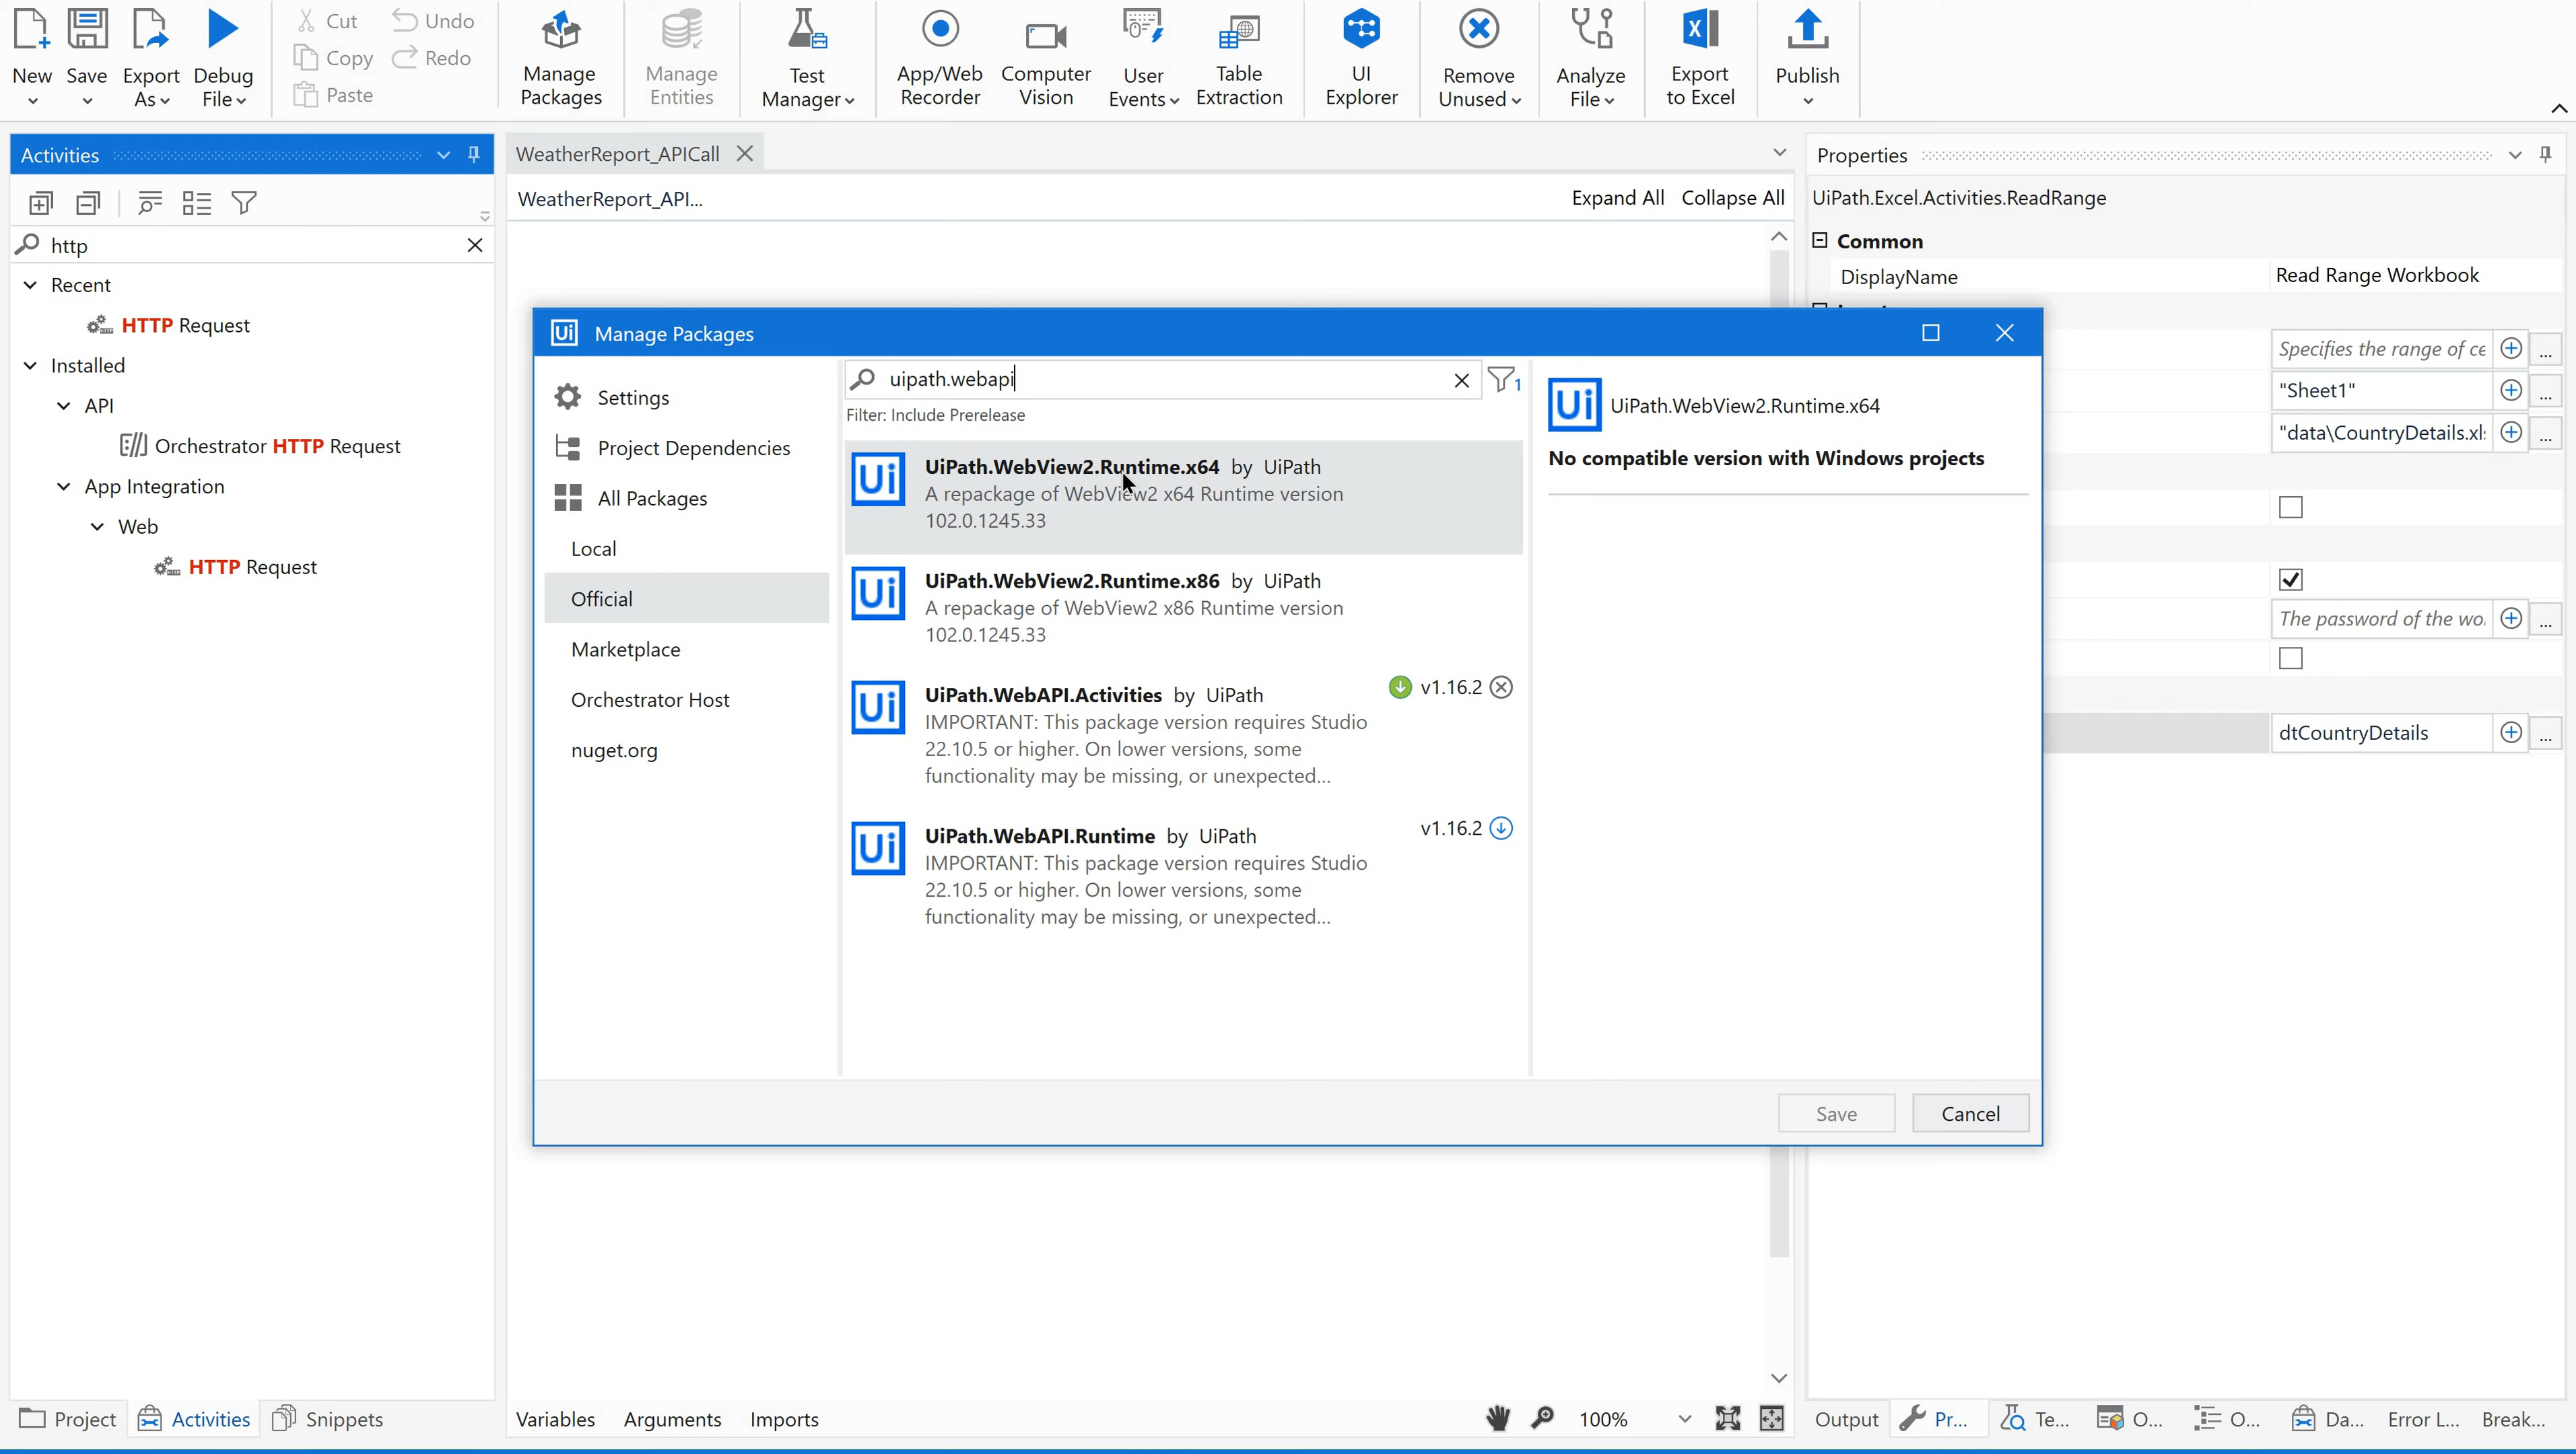 New
Save
Export
As
Debug
File
Cut
Copy
Paste
Undo
Redo
Manage
Packages
Manage
Entities
Test
Manager
App/Web
Recorder
Computer
Vision
User
Events
Table
Extraction
UI
Explorer
Remove
Unused
Analyze
File
Export
to Excel
Publish
Activities
http
Recent
HTTP Request
Installed
API
Orchestrator HTTP Request
App Integration
Web
HTTP Request
WeatherReport_APICall
WeatherReport_API...
Expand All Collapse All
Properties
UiPath.Excel.Activities.ReadRange
Common
DisplayName
Read Range Workbook
Specifies the range of ce
"Sheet1"
"data\CountryDetails.xl
The password of the wo
dtCountryDetails
Ui Manage Packages
Settings
Project Dependencies
All Packages
Local
Official
Marketplace
Orchestrator Host
nuget.org
uipath.webapi
1
Filter: Include Prerelease
Ui
UiPath.WebView2.Runtime.x64 by UiPath
A repackage of WebView2 x64 Runtime version
102.0.1245.33
Ui
UiPath.WebView2.Runtime.x86 by UiPath
A repackage of WebView2 x86 Runtime version
102.0.1245.33
Ui
UiPath.WebAPI.Activities by UiPath
v1.16.2
IMPORTANT: This package version requires Studio
22.10.5 or higher. On lower versions, some
functionality may be missing, or unexpected...
Ui
UiPath.WebAPI.Runtime by UiPath
v1.16.2
IMPORTANT: This package version requires Studio
22.10.5 or higher. On lower versions, some
functionality may be missing, or unexpected...
Ui UiPath.WebView2.Runtime.x64
No compatible version with Windows projects
Save
Cancel
Project
Activities
Snippets
Variables Arguments Imports
100%
Output
Pr...
Te...
O...
O...
Da...
Error L...
Break...